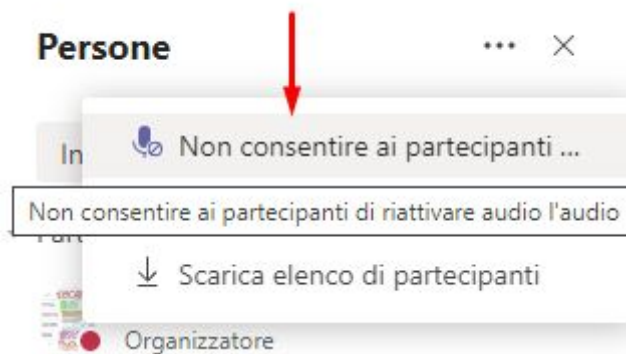 Persone
In
Non consentire ai partecipanti ...
Non consentire ai partecipanti di riattivare audio l'audio
Scarica elenco di partecipanti
Organizzatore